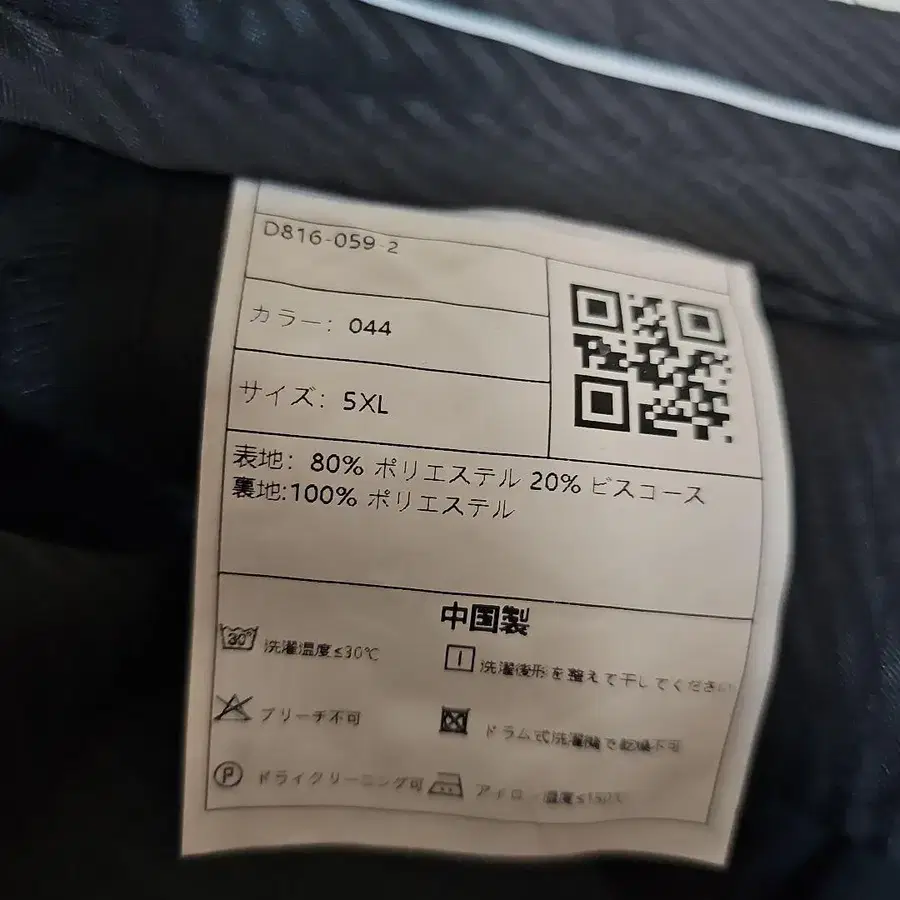 D816-059-2
カラー: 044
サイズ: 5XL
表地: 80% ポリエステル 20% ビスコース
裏地:100% ポリエステル
中国製
30°
洗濯温度≤30℃
洗濯後形を整えて干してください
ブリーチ不可
ドラム式洗濯機で乾燥不可
P
ドライクリーニング可
温度≤150℃